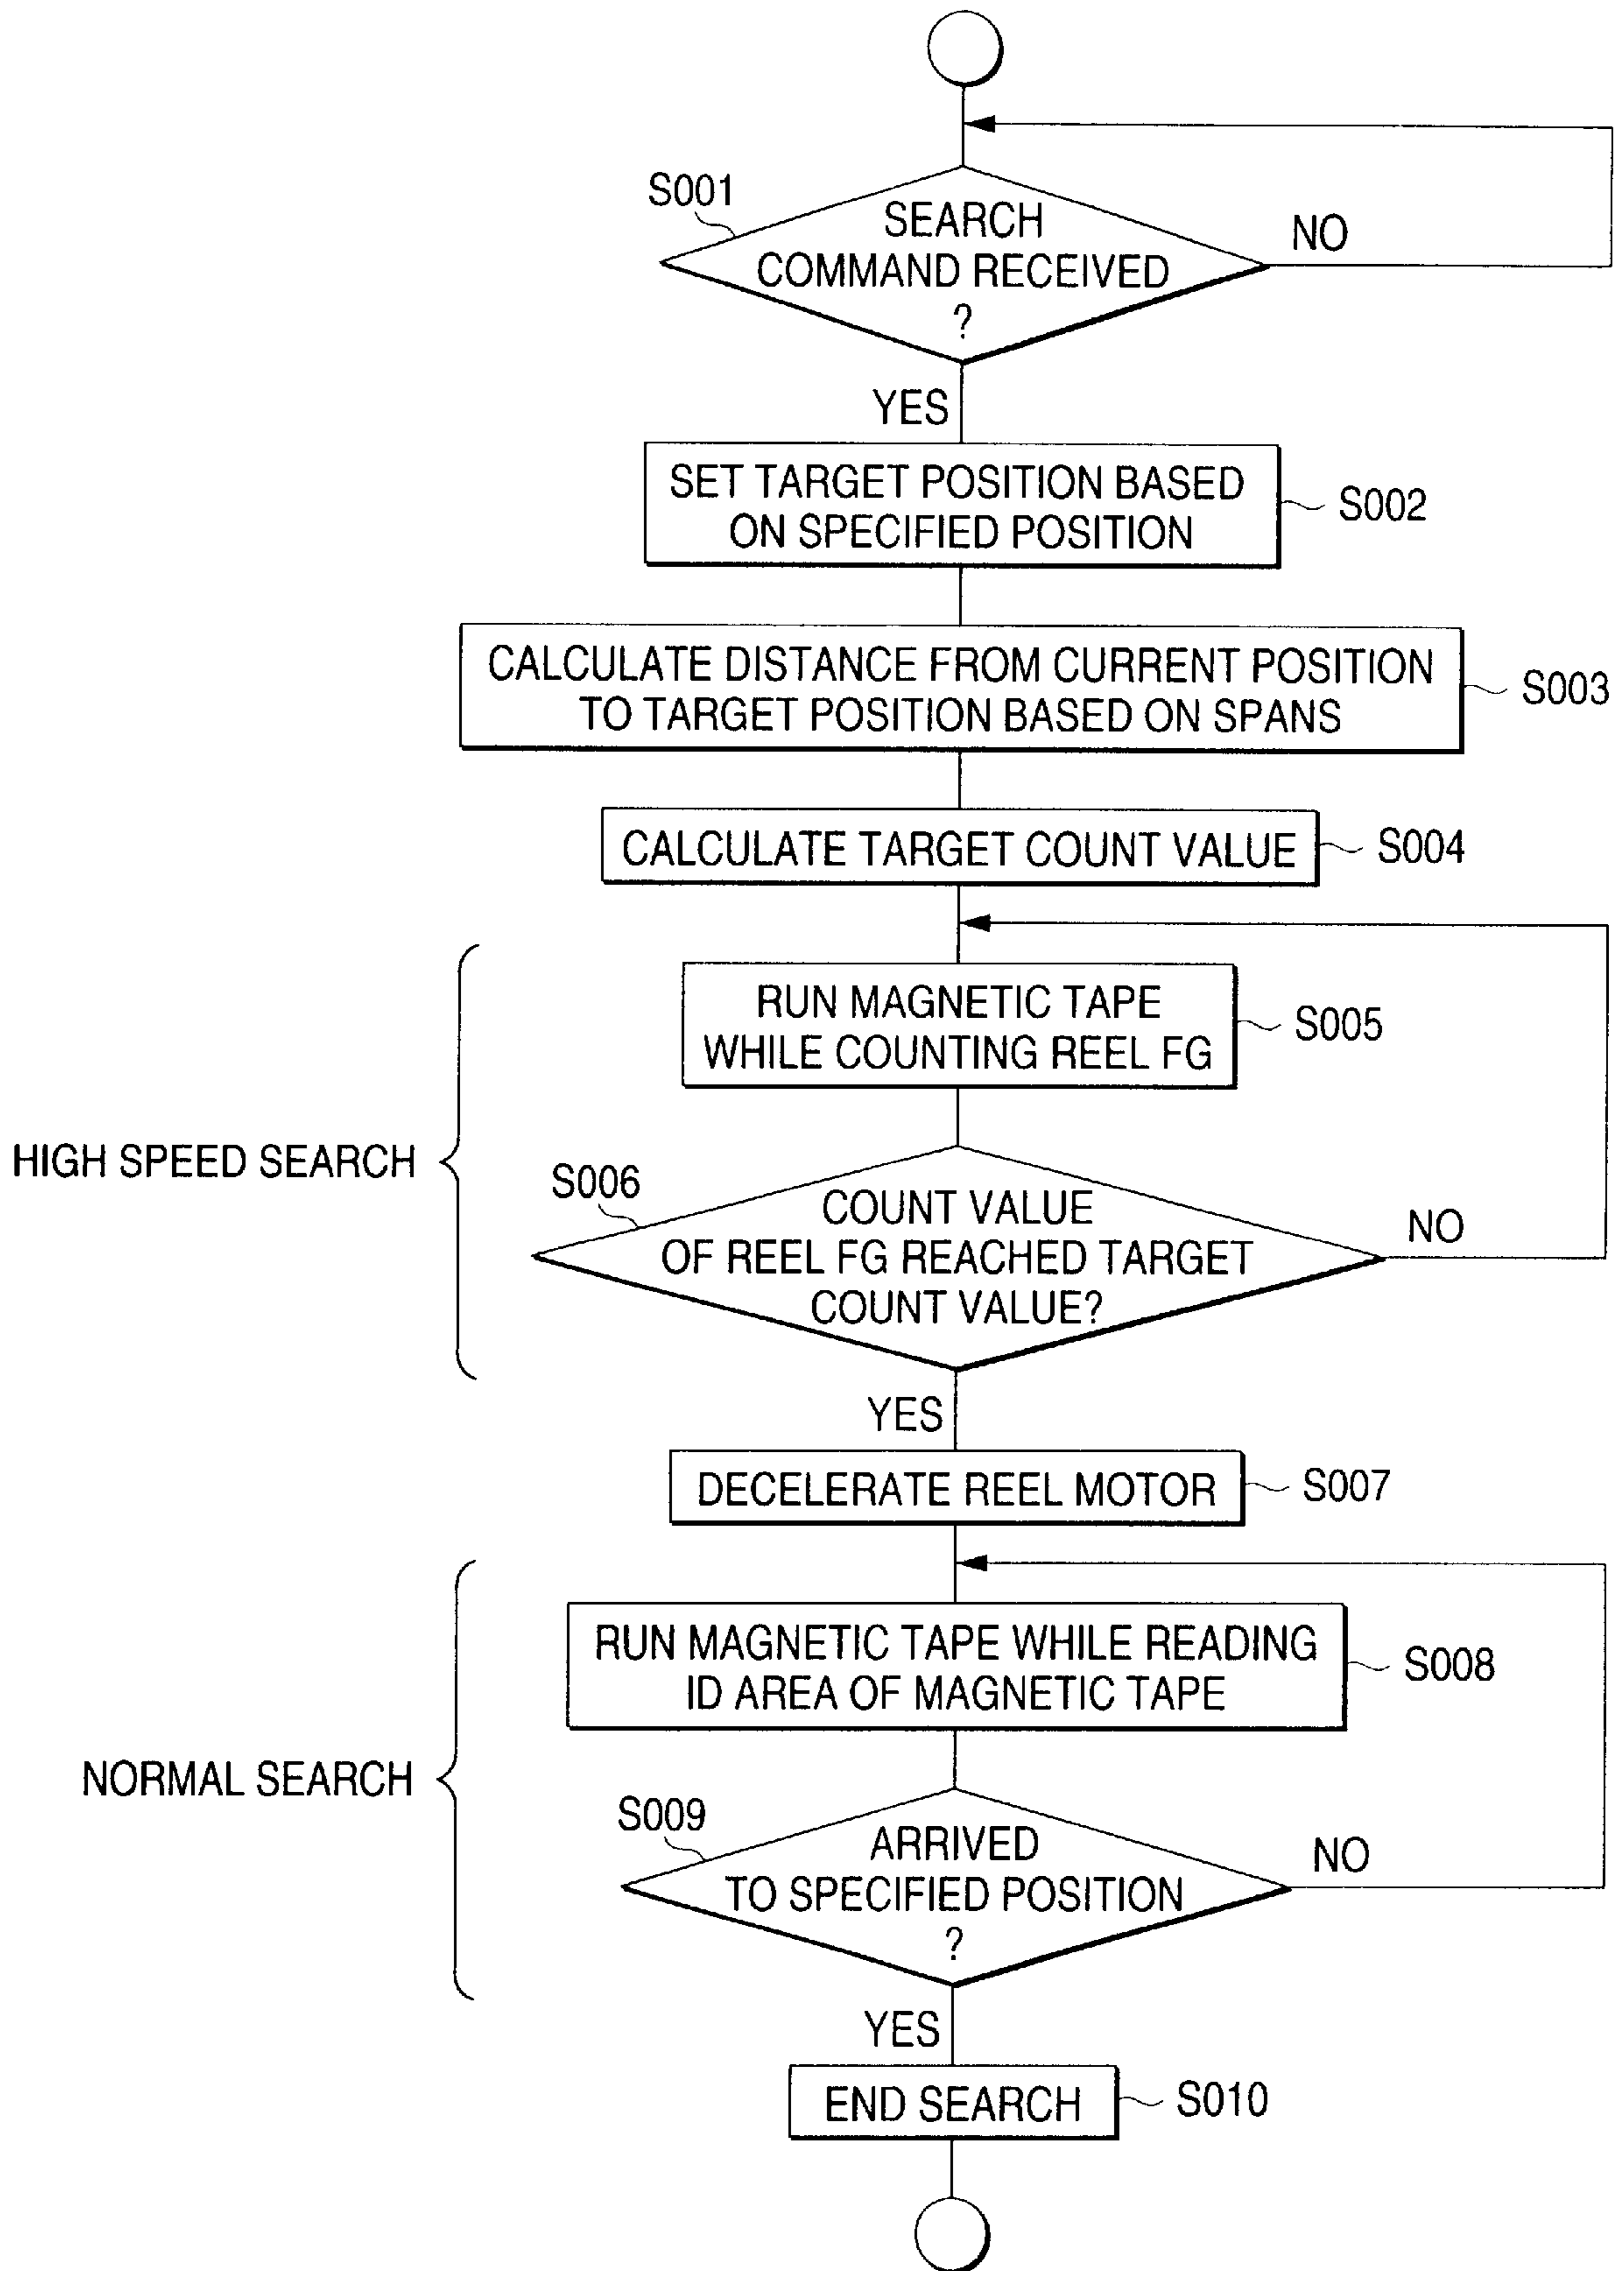 S001
SEARCH
COMMAND RECEIVED
?
NO
YES
SET TARGET POSITION BASED
ON SPECIFIED POSITION
S002
CALCULATE DISTANCE FROM CURRENT POSITION
TO TARGET POSITION BASED ON SPANS
S003
CALCULATE TARGET COUNT VALUE
S004
RUN MAGNETIC TAPE
WHILE COUNTING REEL FG
S005
HIGH SPEED SEARCH
S006
COUNT VALUE
OF REEL FG REACHED TARGET
COUNT VALUE?
NO
YES
DECELERATE REEL MOTOR
S007
RUN MAGNETIC TAPE WHILE READING
ID AREA OF MAGNETIC TAPE
S008
NORMAL SEARCH
S009
ARRIVED
TO SPECIFIED POSITION
?
NO
YES
END SEARCH
S010